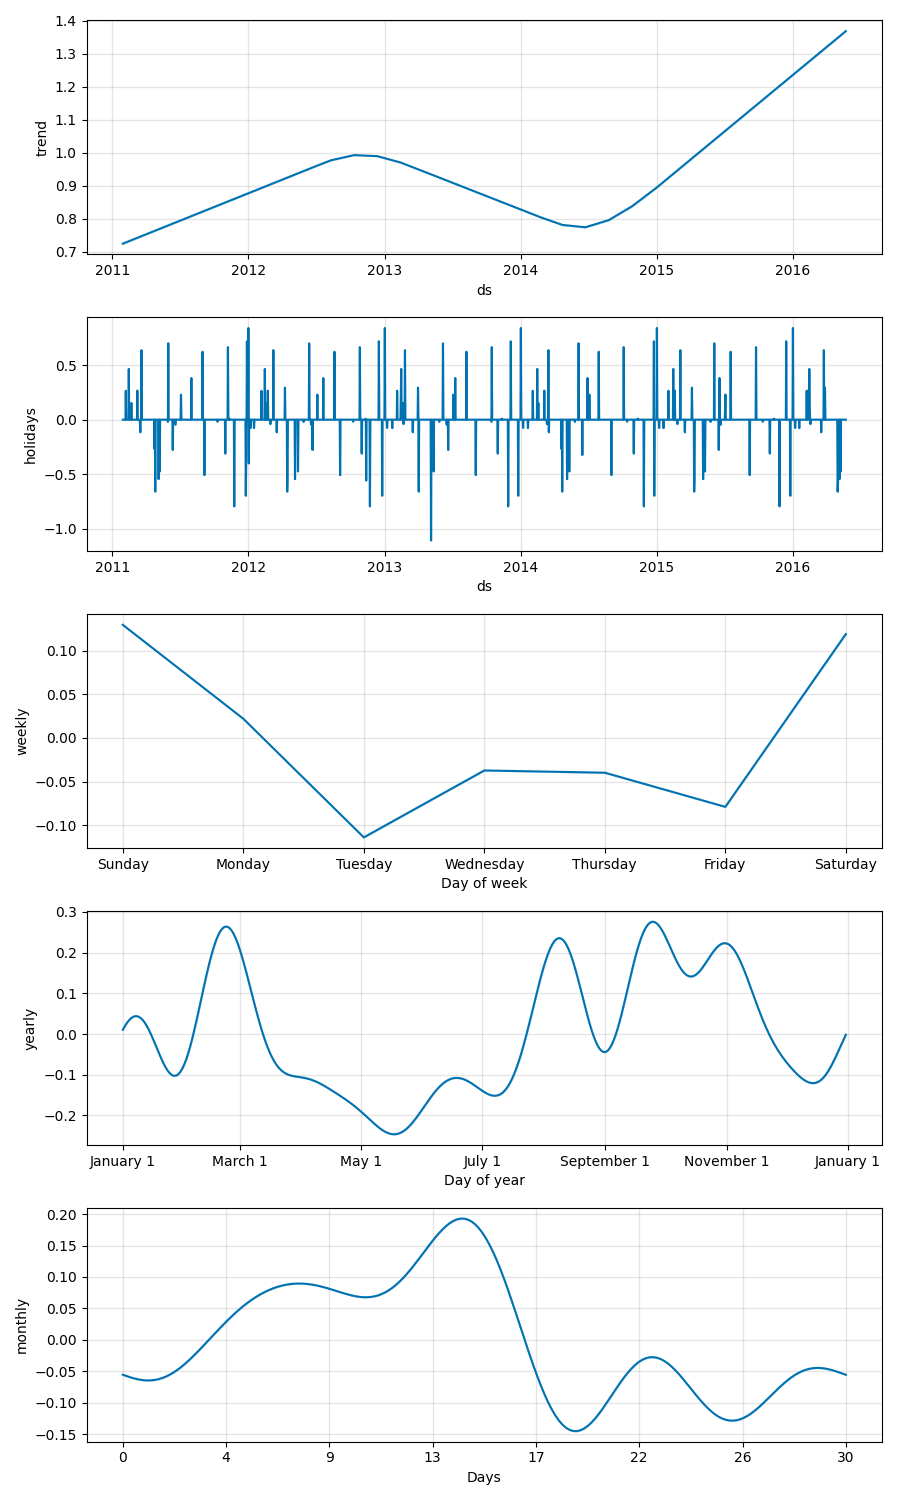 1.4
1.3
1.2
1.1
1.0
0.9
0.8
0.7
trend
2011 2012 2013 2014 2015 2016
ds
0.5
0.0
−0.5
−1.0
holidays
2011 2012 2013 2014 2015 2016
ds
0.10
0.05
0.00
−0.05
−0.10
weekly
Sunday Monday Tuesday Wednesday Thursday Friday Saturday
Day of week
0.3
0.2
0.1
0.0
−0.1
−0.2
yearly
January 1 March 1 May 1 July 1 September 1 November 1 January 1
Day of year
0.20
0.15
0.10
0.05
0.00
−0.05
−0.10
−0.15
monthly
0 4 9 13 17 22 26 30
Days